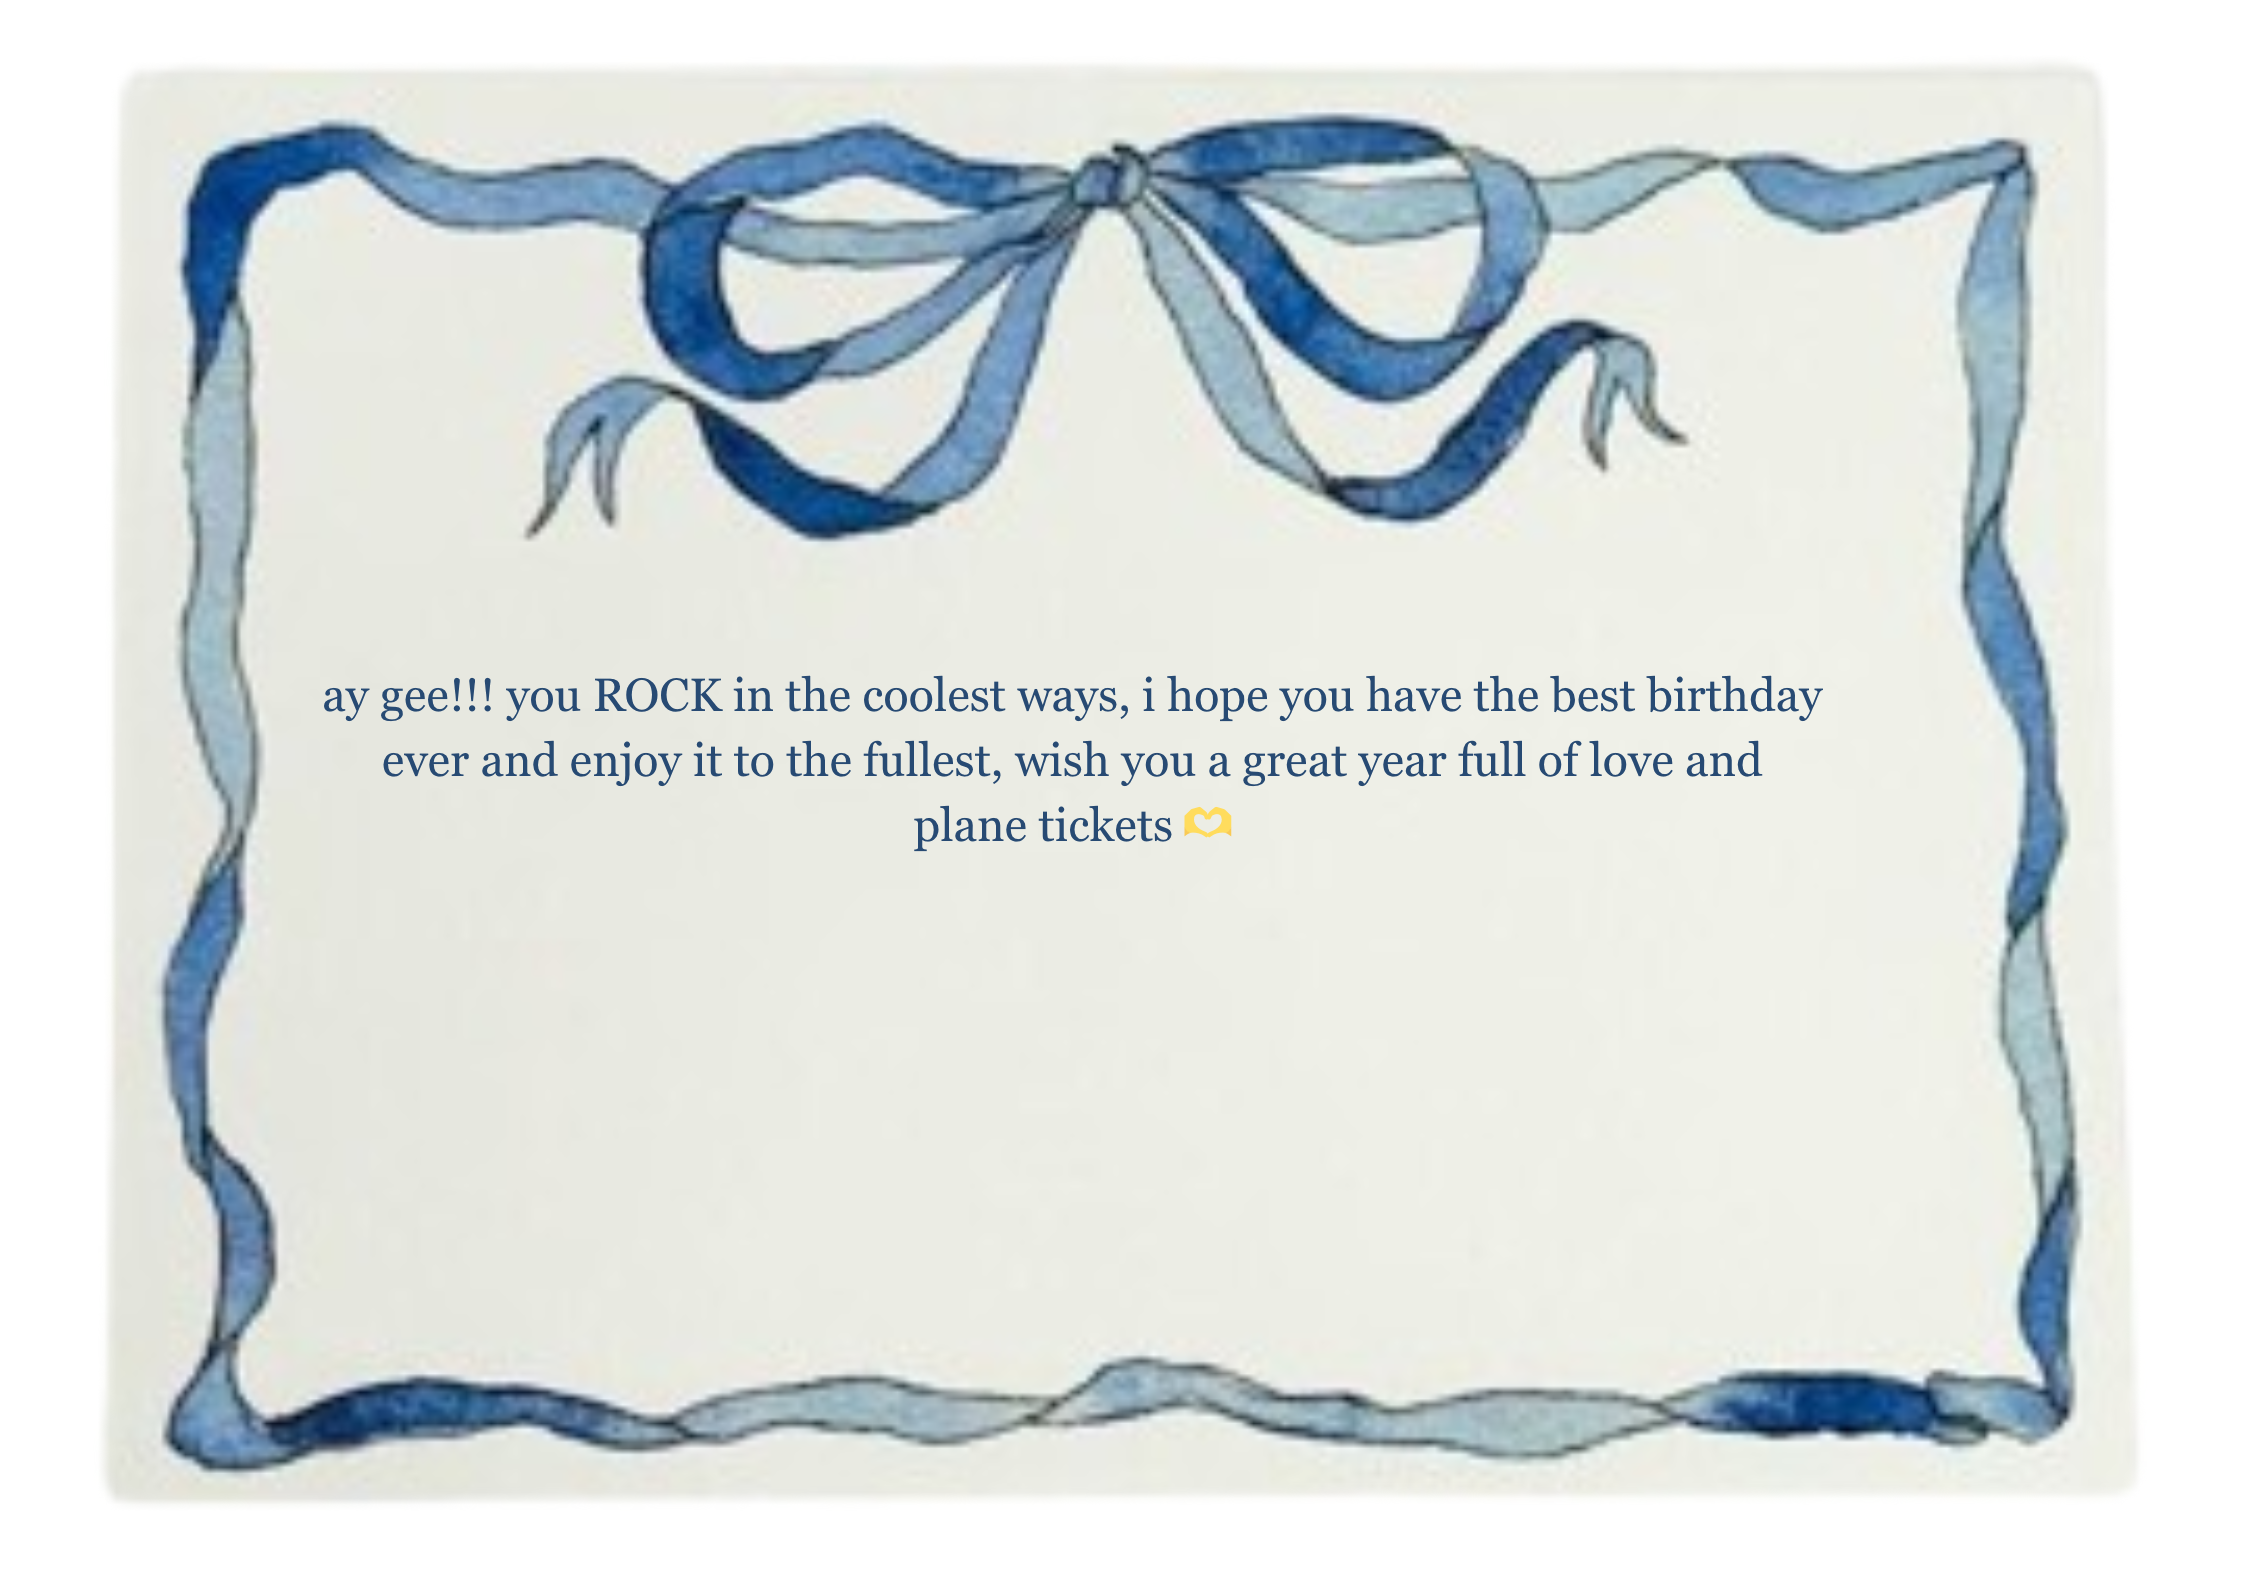 ay gee!!! you ROCK in the coolest ways, i hope you have the best birthday
ever and enjoy it to the fullest, wish you a great year full of love and
plane tickets 🫶